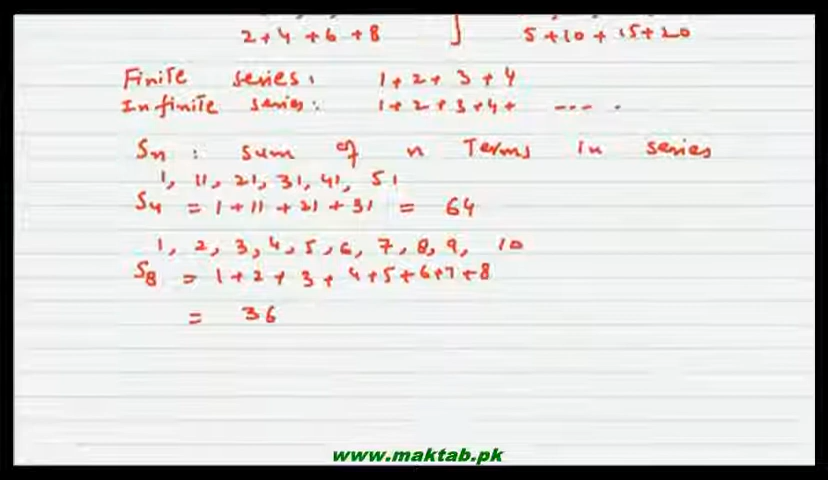 2+4+6+8 ] 5+10+15+20
Finite series: 1+2+3+4
Infinite series: 1+2+3+4+ ---- .
Sn : sum of n Terms in series
1, 11, 21, 31, 41, 51
S4 = 1+11+21+31 = 64
1, 2, 3, 4, 5, 6, 7, 8, 9, 10
S8 = 1+2+3+4+5+6+7+8
= 36
www.maktab.pk